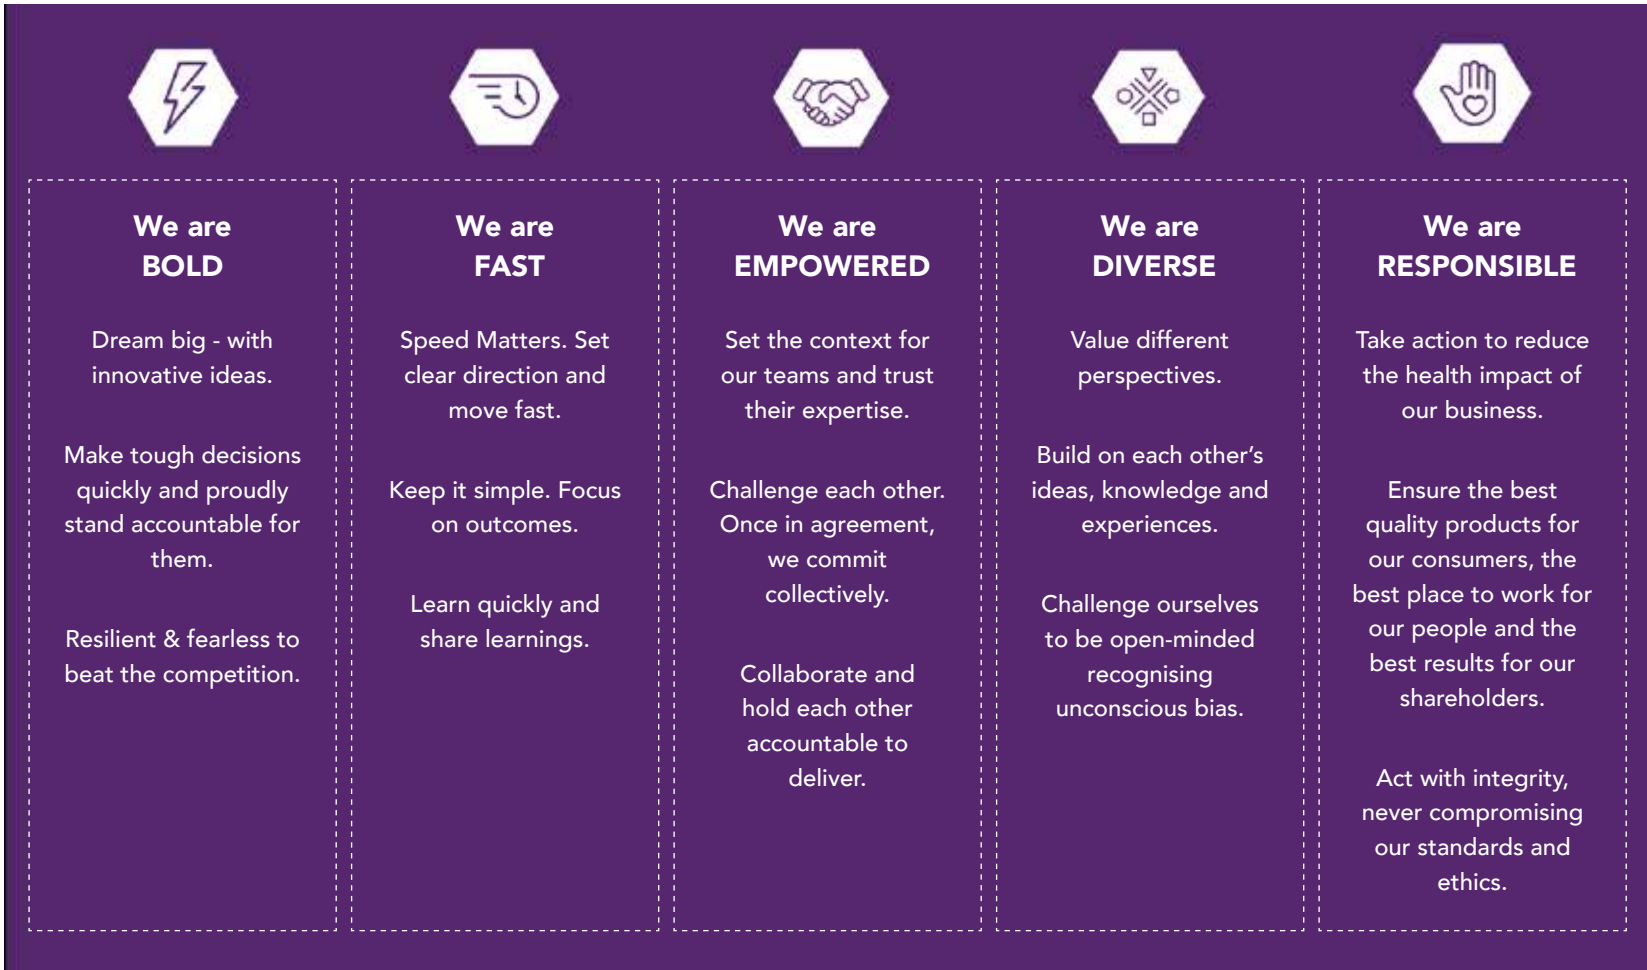 We are
BOLD
Dream big - with
innovative ideas.
Make tough decisions
quickly and proudly
stand accountable for
them.
Resilient & fearless to
beat the competition.
We are
FAST
Speed Matters. Set
clear direction and
move fast.
Keep it simple. Focus
on outcomes.
Learn quickly and
share learnings.
We are
EMPOWERED
Set the context for
our teams and trust
their expertise.
Challenge each other.
Once in agreement,
we commit
collectively.
Collaborate and
hold each other
accountable to
deliver.
We are
DIVERSE
Value different
perspectives.
Build on each other’s
ideas, knowledge and
experiences.
Challenge ourselves
to be open-minded
recognising
unconscious bias.
We are
RESPONSIBLE
Take action to reduce
the health impact of
our business.
Ensure the best
quality products for
our consumers, the
best place to work for
our people and the
best results for our
shareholders.
Act with integrity,
never compromising
our standards and
ethics.